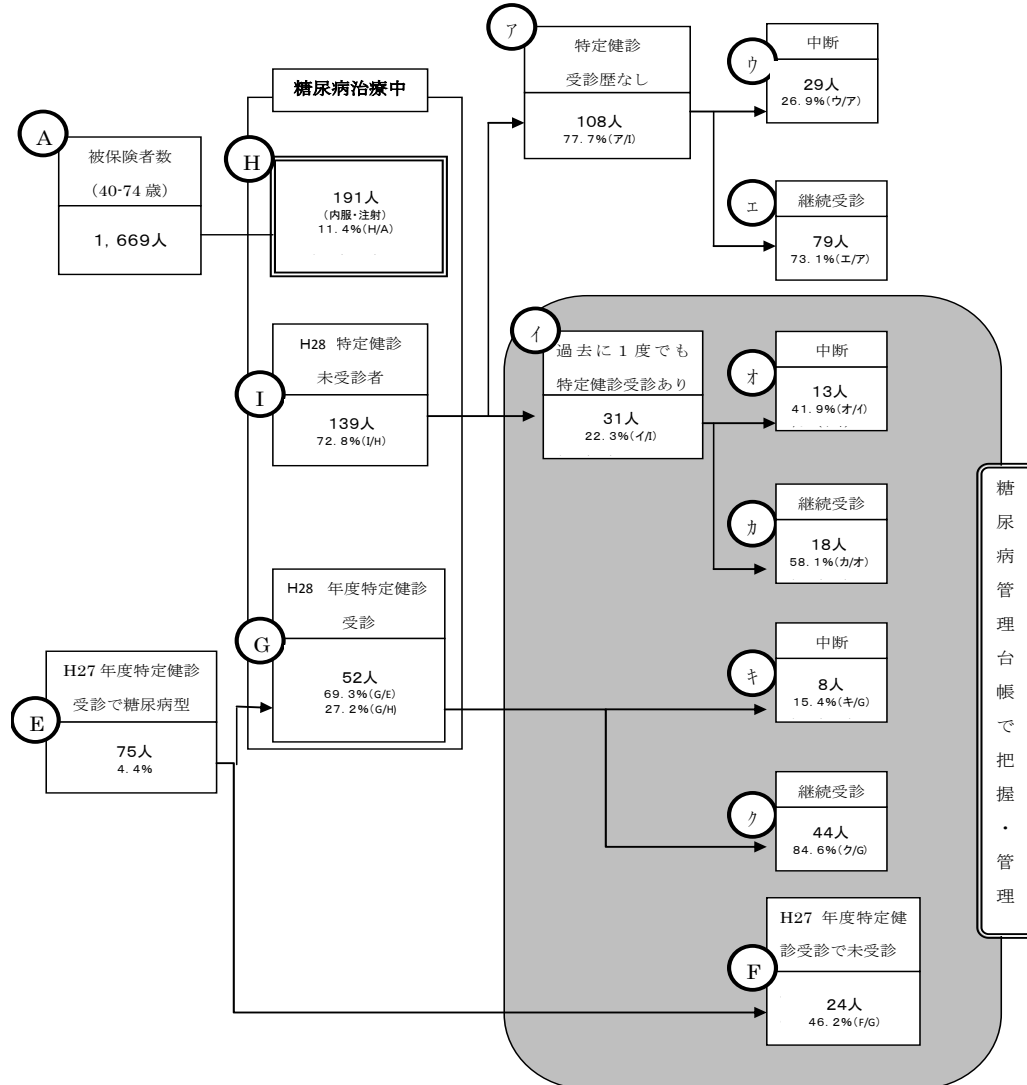 ア
特定健診
受診歴なし
108人
77.7%(ア/I)
ウ
中断
29人
26.9%(ウ/ア)
エ
継続受診
79人
73.1%(エ/ア)
糖尿病治療中
A
被保険者数
(40-74 歳)
1,669人
H
191人
(内服・注射)
11.4%(H/A)
I
H28 特定健診
未受診者
139人
72.8%(I/H)
イ
過去に 1 度でも
特定健診受診あり
31人
22.3%(イ/I)
オ
中断
13人
41.9%(オ/イ)
カ
継続受診
18人
58.1%(カ/オ)
G
H28 年度特定健診
受診
52人
69.3%(G/E)
27.2%(G/H)
E
H27 年度特定健診
受診で糖尿病型
75人
4.4%
キ
中断
8人
15.4%(キ/G)
ク
継続受診
44人
84.6%(ク/G)
F
H27 年度特定健
診受診で未受診
24人
46.2%(F/G)
糖尿病管理台帳で把握・管理